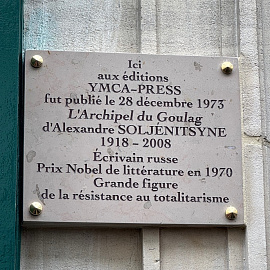 Ici
aux éditions
YMCA-PRESS
fut publié le 28 décembre 1973
L'Archipel du Goulag
d'Alexandre SOLJÉNITSYNE
1918 – 2008
Écrivain russe
Prix Nobel de littérature en 1970
Grande figure
de la résistance au totalitarisme